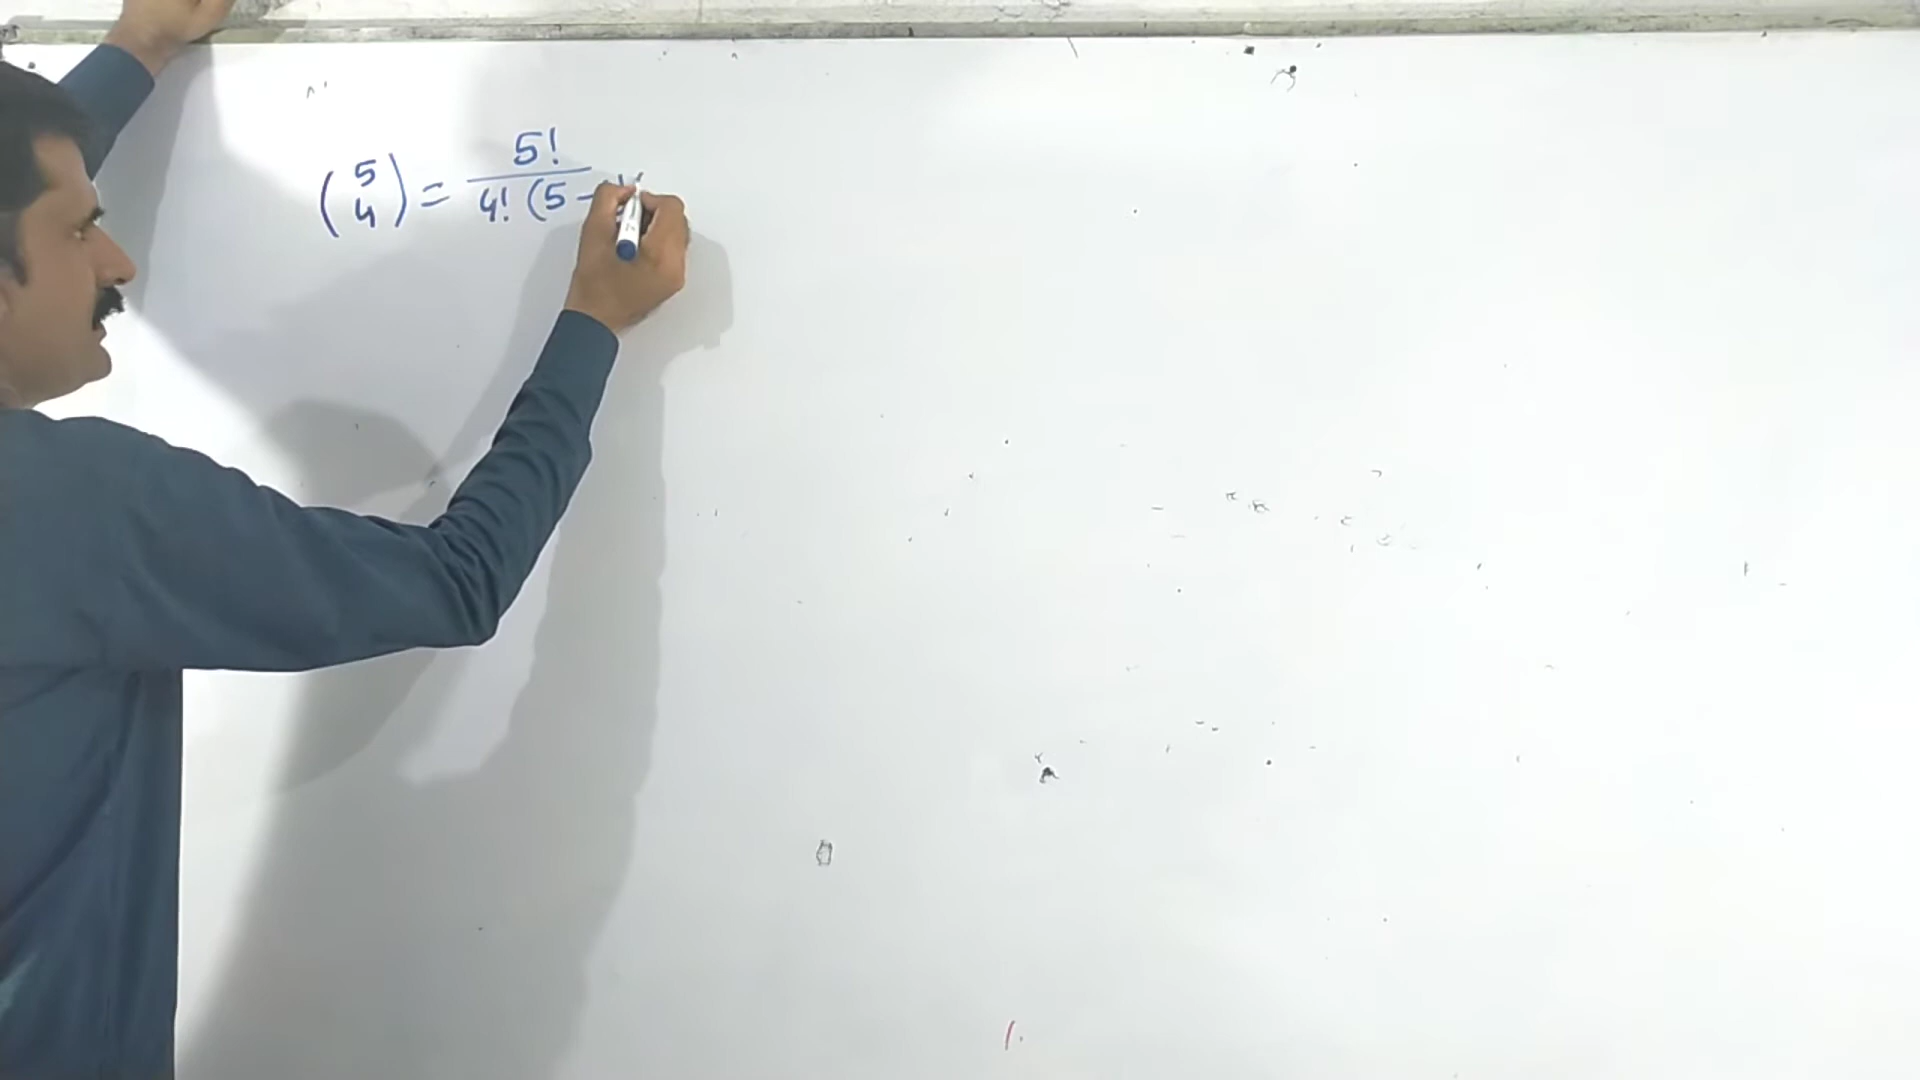 (5 4) = 5! / 4! (5 -